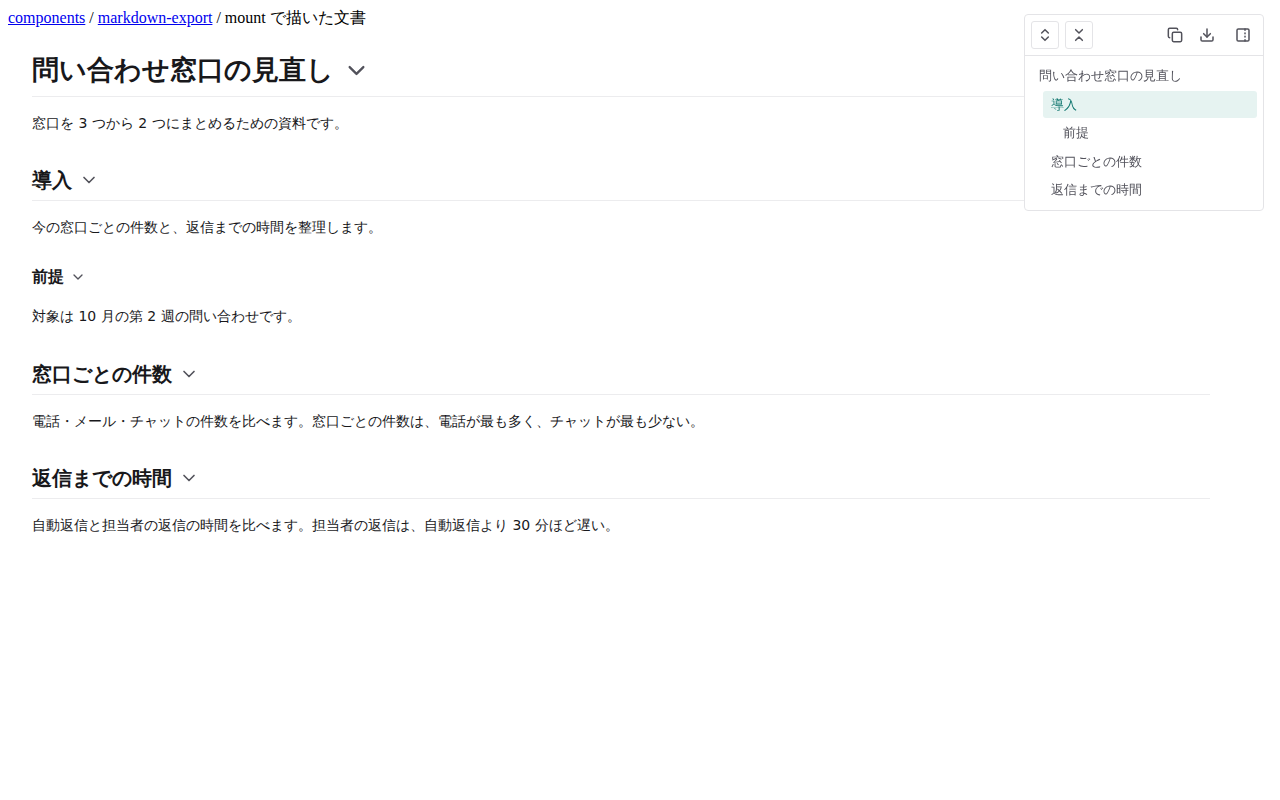 components / markdown-export / mount で描いた文書
問い合わせ窓口の見直し
窓口を 3 つから 2 つにまとめるための資料です。
導入
今の窓口ごとの件数と、返信までの時間を整理します。
前提
対象は 10 月の第 2 週の問い合わせです。
窓口ごとの件数
電話・メール・チャットの件数を比べます。窓口ごとの件数は、電話が最も多く、チャットが最も少ない。
返信までの時間
自動返信と担当者の返信の時間を比べます。担当者の返信は、自動返信より 30 分ほど遅い。
問い合わせ窓口の見直し
導入
前提
窓口ごとの件数
返信までの時間